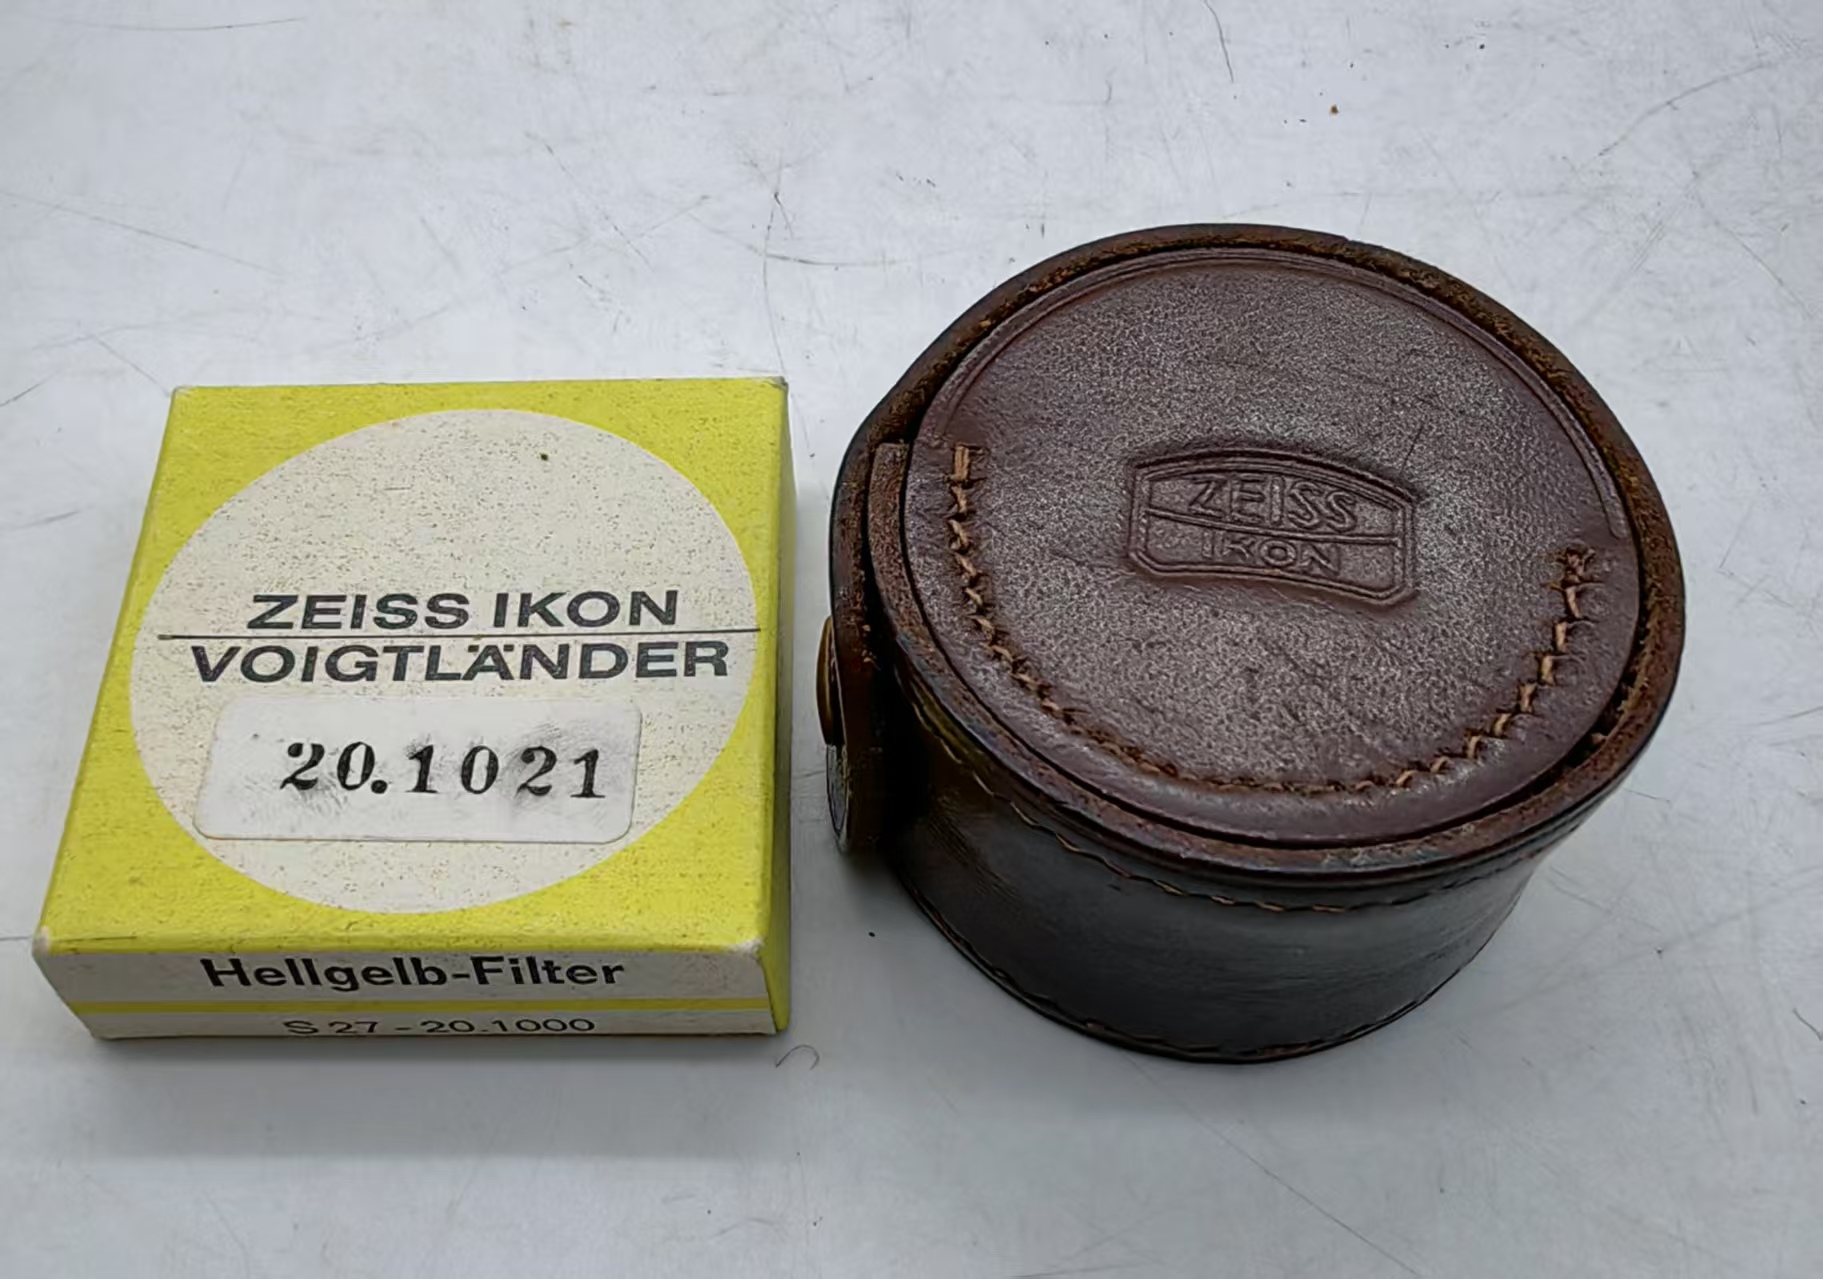 ZEISS IKON
VOIGTLÄNDER
20.1021
Hellgelb-Filter
S 27 - 20.1000
ZEISS
IKON